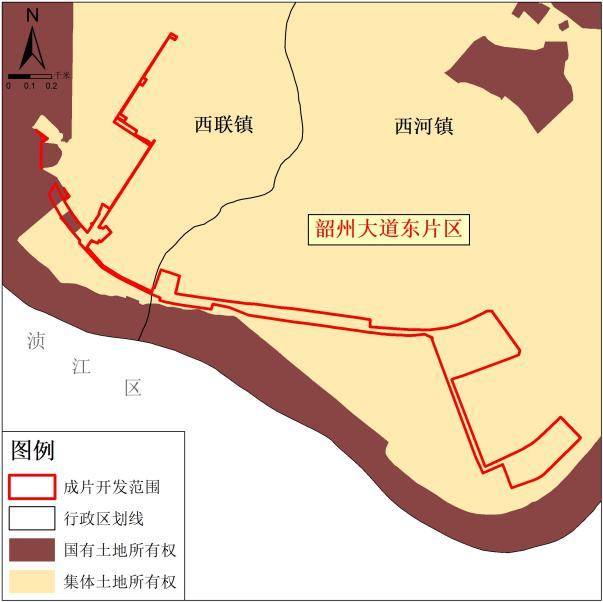 N
千米
0 0.1 0.2
西联镇
西河镇
韶州大道东片区
浈江区
图例
成片开发范围
行政区划线
国有土地所有权
集体土地所有权